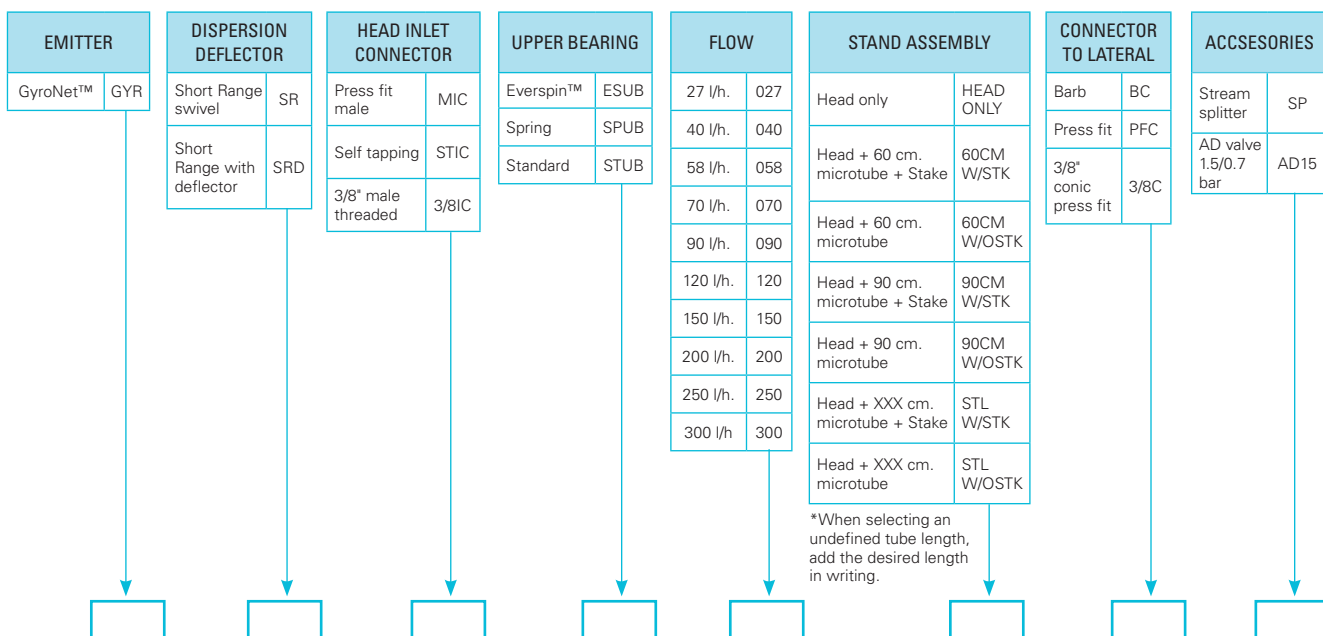 EMITTER
GyroNet™ GYR
DISPERSION
DEFLECTOR
Short Range
swivel
SR
Short
Range with
deflector
SRD
HEAD INLET
CONNECTOR
Press fit
male
MIC
Self tapping STIC
3/8" male
threaded
3/8IC
UPPER BEARING
Everspin™ ESUB
Spring SPUB
Standard STUB
FLOW
27 l/h. 027
40 l/h. 040
58 l/h. 058
70 l/h. 070
90 l/h. 090
120 l/h. 120
150 l/h. 150
200 l/h. 200
250 l/h. 250
300 l/h 300
STAND ASSEMBLY
Head only
HEAD
ONLY
Head + 60 cm.
microtube + Stake
60CM
W/STK
Head + 60 cm.
microtube
60CM
W/OSTK
Head + 90 cm.
microtube + Stake
90CM
W/STK
Head + 90 cm.
microtube
90CM
W/OSTK
Head + XXX cm.
microtube + Stake
STL
W/STK
Head + XXX cm.
microtube
STL
W/OSTK
*When selecting an
undefined tube length,
add the desired length
in writing.
CONNECTOR
TO LATERAL
Barb BC
Press fit PFC
3/8"
conic
press fit
3/8C
ACCSESORIES
Stream
splitter
SP
AD valve
1.5/0.7
bar
AD15